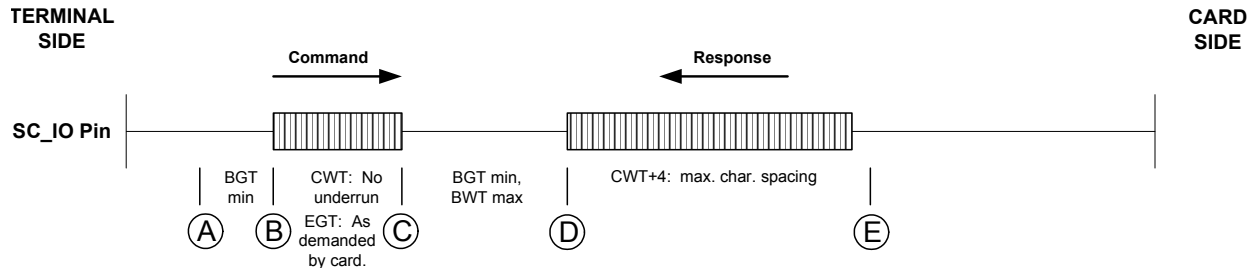 TERMINAL
SIDE
CARD
SIDE
Command
Response
SC_IO Pin
BGT
min
CWT: No
underrun
EGT: As
demanded
by card.
BGT min,
BWT max
CWT+4: max. char. spacing
A
B
C
D
E